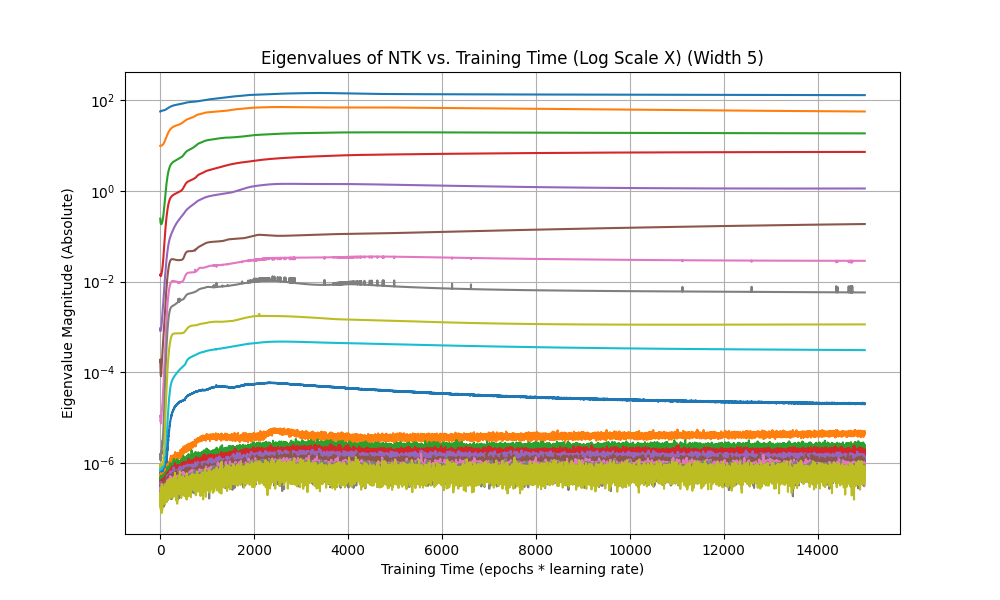 Eigenvalues of NTK vs. Training Time (Log Scale X) (Width 5)
Eigenvalue Magnitude (Absolute)
10²
10⁰
10⁻²
10⁻⁴
10⁻⁶
0 2000 4000 6000 8000 10000 12000 14000
Training Time (epochs * learning rate)